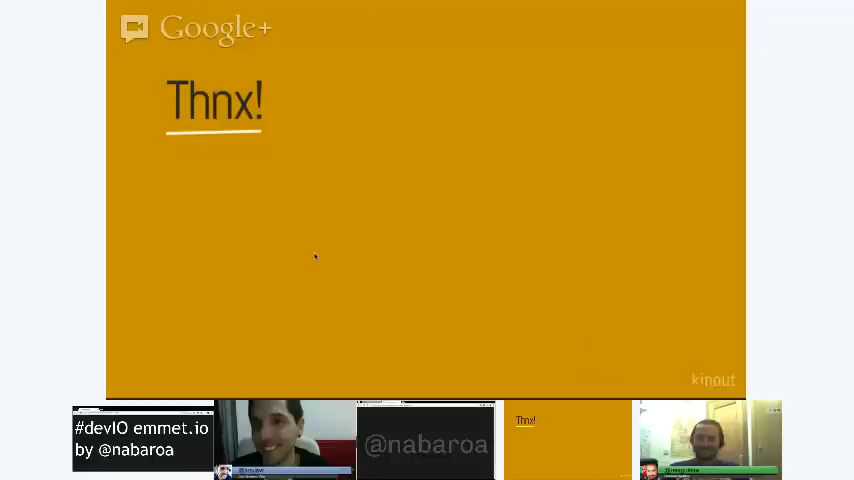 Google+
Thnx!
kinout
#devIO emmet.io
by @nabaroa
@nabaroa
Thnx!